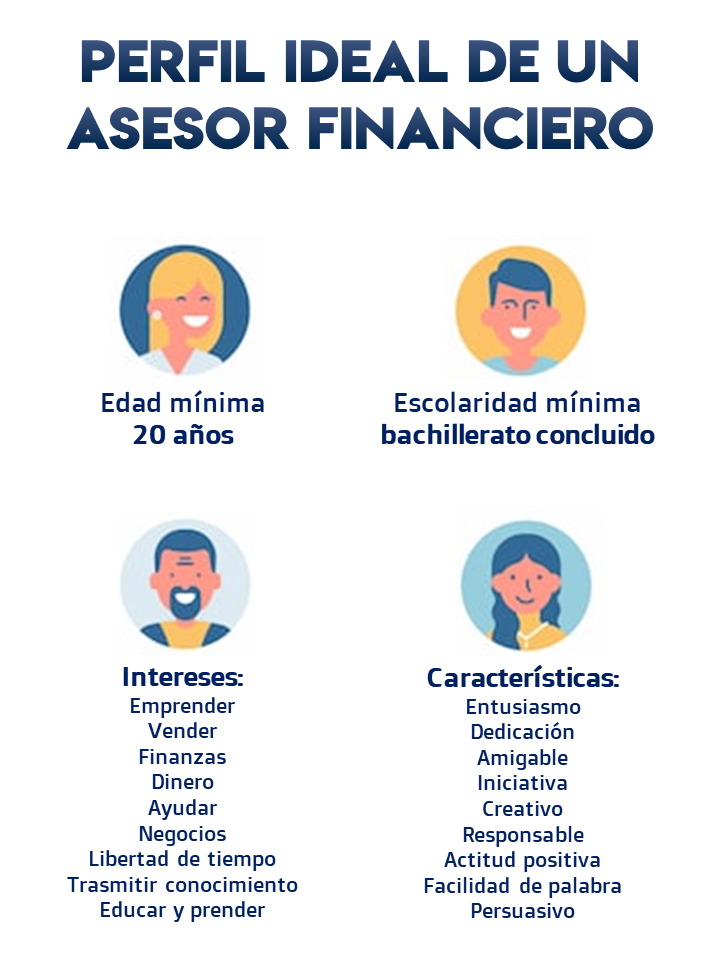 PERFIL IDEAL DE UN
ASESOR FINANCIERO
Edad mínima
20 años
Escolaridad mínima
bachillerato concluido
Intereses:
Emprender
Vender
Finanzas
Dinero
Ayudar
Negocios
Libertad de tiempo
Trasmitir conocimiento
Educar y prender
Características:
Entusiasmo
Dedicación
Amigable
Iniciativa
Creativo
Responsable
Actitud positiva
Facilidad de palabra
Persuasivo